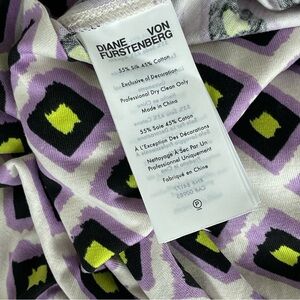 DIANE VON
FURSTENBERG
55% Silk 45% Cotton
Exclusive of Decoration
Professional Dry Clean Only
Made in China
55% Soie 45% Coton
À L'Exception Des Décorations
Nettoyage À Sec Par Un
Professionnel Uniquement
Fabriqué en Chine
P